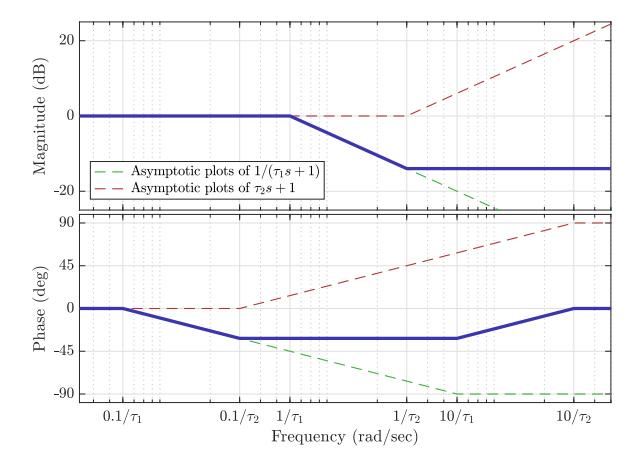 Magnitude (dB)
20
0
-20
Asymptotic plots of 1/(τ₁s + 1)
Asymptotic plots of τ₂s + 1
Phase (deg)
90
45
0
-45
-90
0.1/τ₁ 0.1/τ₂ 1/τ₁ 1/τ₂ 10/τ₁ 10/τ₂
Frequency (rad/sec)